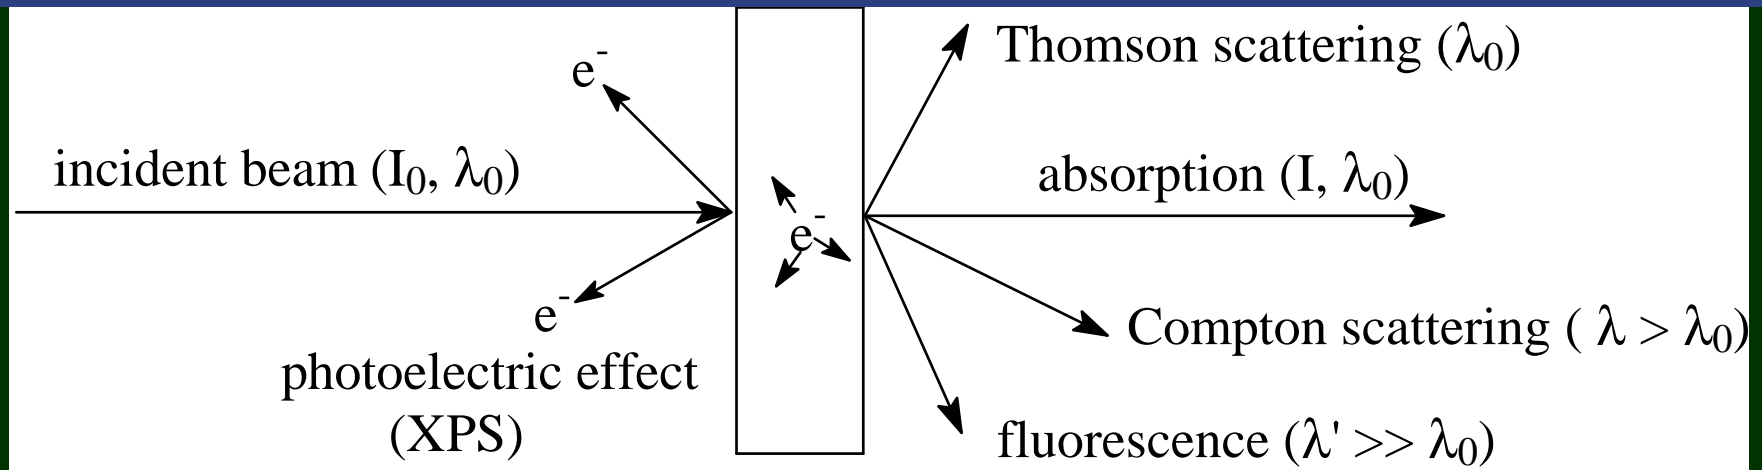 Thomson scattering (λ₀)
e⁻
incident beam (I₀, λ₀)
absorption (I, λ₀)
e⁻
e⁻
Compton scattering ( λ > λ₀)
photoelectric effect
(XPS)
fluorescence (λ' >> λ₀)